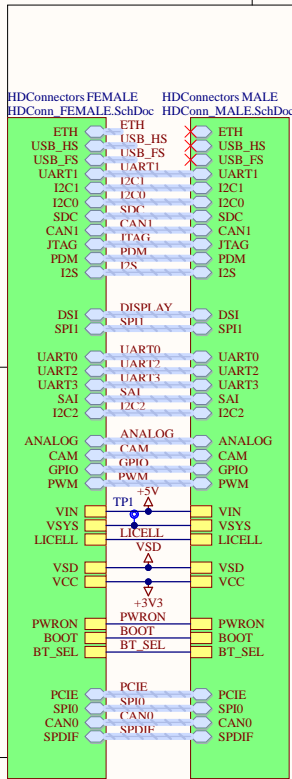 HDConnectors FEMALE HDConnectors MALE
HDConn_FEMALE.SchDoc HDConn_MALE.SchDoc
ETH ETH ETH
USB_HS USB_HS USB_HS
USB_FS USB_FS USB_FS
UART1 UART1 UART1
I2C1 I2C1 I2C1
I2C0 I2C0 I2C0
SDC SDC SDC
CAN1 CAN1 CAN1
JTAG JTAG JTAG
PDM PDM PDM
I2S I2S I2S
DSI DISPLAY DSI
SPI1 SPI1 SPI1
UART0 UART0 UART0
UART2 UART2 UART2
UART3 UART3 UART3
SAI SAI SAI
I2C2 I2C2 I2C2
ANALOG ANALOG ANALOG
CAM CAM CAM
GPIO GPIO GPIO
PWM PWM PWM
TP1 +5V
VIN VIN
VSYS VSYS
LICELL LICELL LICELL
VSD
VSD VSD
VCC VCC
+3V3
PWRON PWRON PWRON
BOOT BOOT BOOT
BT_SEL BT_SEL BT_SEL
PCIE PCIE PCIE
SPI0 SPI0 SPI0
CAN0 CAN0 CAN0
SPDIF SPDIF SPDIF